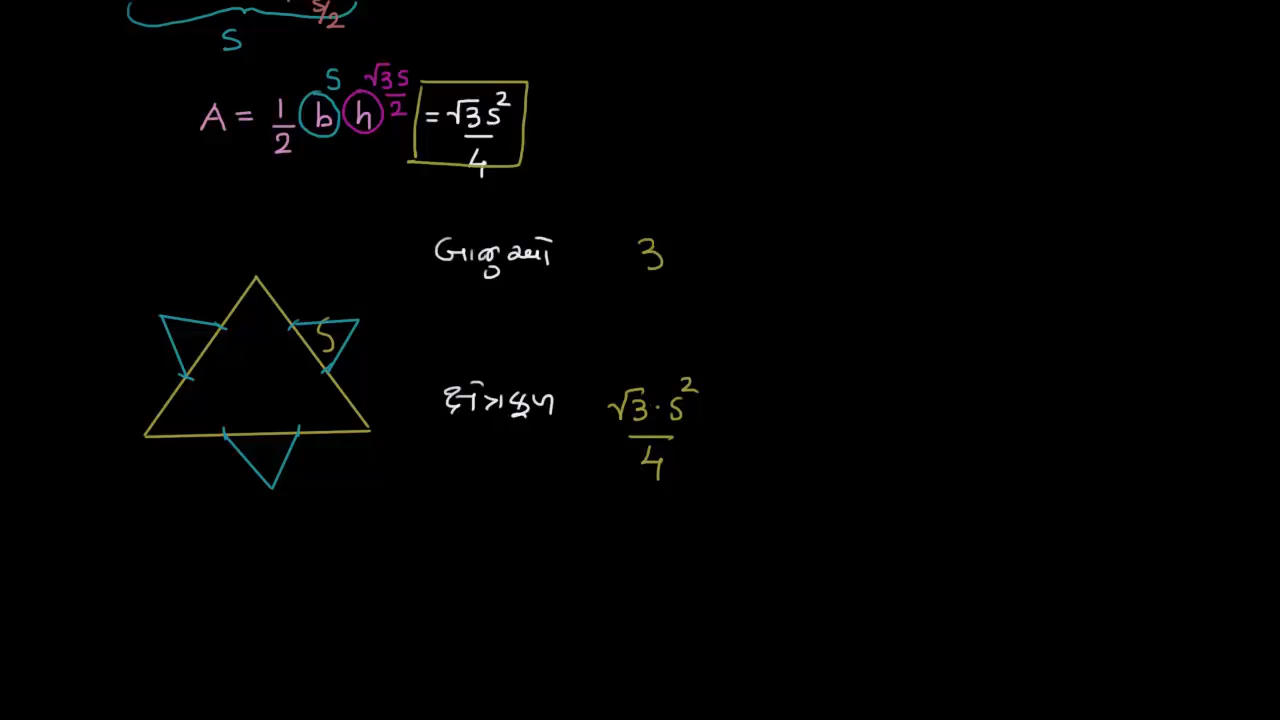 s/2
S
A = 1/2 b h S √3S/2 = √3S²/4
બાજુઓ 3
S
ક્ષેત્રફળ √3·S²/4